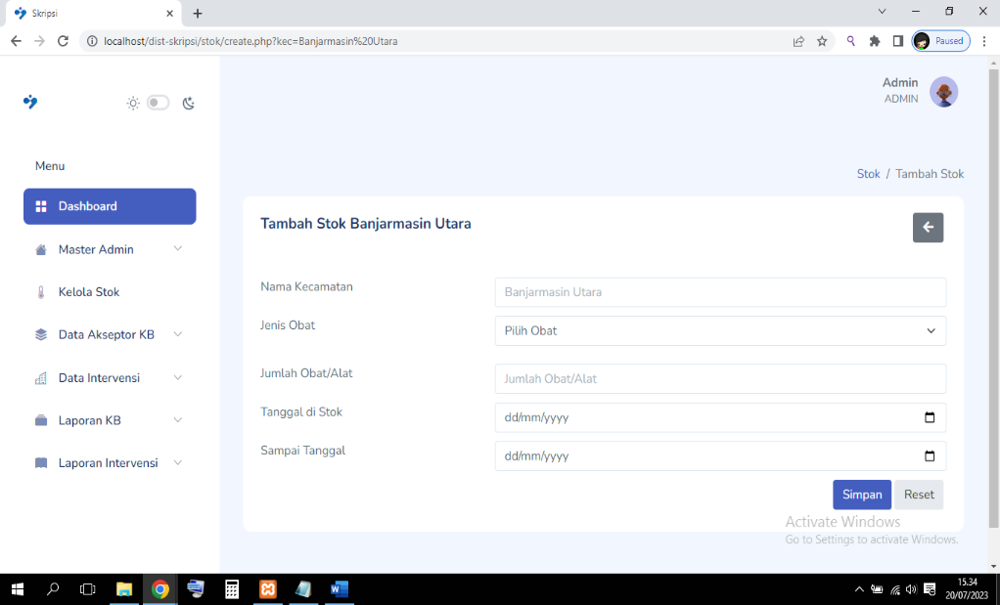 Skripsi
localhost/dist-skripsi/stok/create.php?kec=Banjarmasin%20Utara
Paused
Admin
ADMIN
Menu
Stok / Tambah Stok
Dashboard
Master Admin
Kelola Stok
Data Akseptor KB
Data Intervensi
Laporan KB
Laporan Intervensi
Tambah Stok Banjarmasin Utara
Nama Kecamatan
Banjarmasin Utara
Jenis Obat
Pilih Obat
Jumlah Obat/Alat
Jumlah Obat/Alat
Tanggal di Stok
dd/mm/yyyy
Sampai Tanggal
dd/mm/yyyy
Simpan
Reset
Activate Windows
Go to Settings to activate Windows.
15.34
20/07/2023